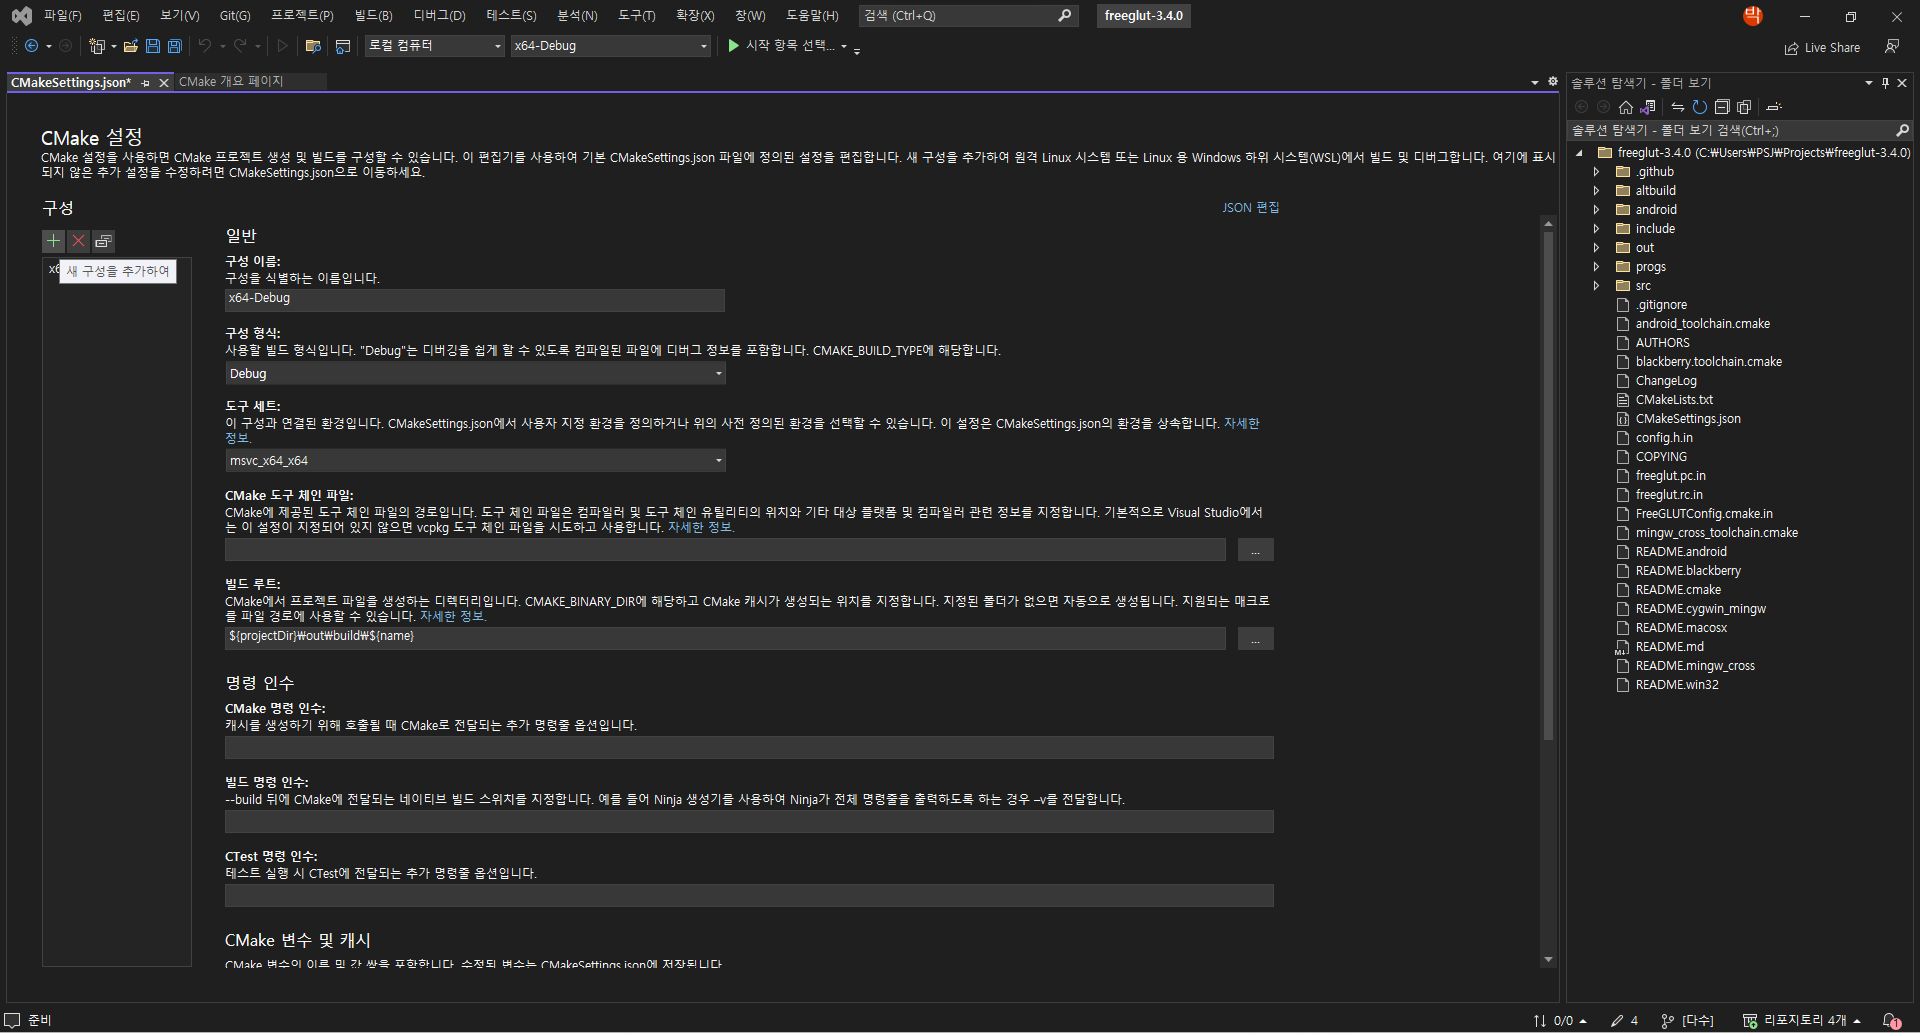 파일(F) 편집(E) 보기(V) Git(G) 프로젝트(P) 빌드(B) 디버그(D) 테스트(S) 분석(N) 도구(T) 확장(X) 창(W) 도움말(H) 검색 (Ctrl+Q) freeglut-3.4.0
로컬 컴퓨터 x64-Debug 시작 항목 선택... Live Share
CMakeSettings.json* CMake 개요 페이지
CMake 설정
CMake 설정을 사용하면 CMake 프로젝트 생성 및 빌드를 구성할 수 있습니다. 이 편집기를 사용하여 기본 CMakeSettings.json 파일에 정의된 설정을 편집합니다. 새 구성을 추가하여 원격 Linux 시스템 또는 Linux 용 Windows 하위 시스템(WSL)에서 빌드 및 디버그합니다. 여기에 표시
되지 않은 추가 설정을 수정하려면 CMakeSettings.json으로 이동하세요.
구성
JSON 편집
새 구성을 추가하여
일반
구성 이름:
구성을 식별하는 이름입니다.
x64-Debug
구성 형식:
사용할 빌드 형식입니다. "Debug"는 디버깅을 쉽게 할 수 있도록 컴파일된 파일에 디버그 정보를 포함합니다. CMAKE_BUILD_TYPE에 해당합니다.
Debug
도구 세트:
이 구성과 연결된 환경입니다. CMakeSettings.json에서 사용자 지정 환경을 정의하거나 위의 사전 정의된 환경을 선택할 수 있습니다. 이 설정은 CMakeSettings.json의 환경을 상속합니다. 자세한
정보.
msvc_x64_x64
CMake 도구 체인 파일:
CMake에 제공된 도구 체인 파일의 경로입니다. 도구 체인 파일은 컴파일러 및 도구 체인 유틸리티의 위치와 기타 대상 플랫폼 및 컴파일러 관련 정보를 지정합니다. 기본적으로 Visual Studio에서
는 이 설정이 지정되어 있지 않으면 vcpkg 도구 체인 파일을 시도하고 사용합니다. 자세한 정보.
...
빌드 루트:
CMake에서 프로젝트 파일을 생성하는 디렉터리입니다. CMAKE_BINARY_DIR에 해당하고 CMake 캐시가 생성되는 위치를 지정합니다. 지정된 폴더가 없으면 자동으로 생성됩니다. 지원되는 매크로
를 파일 경로에 사용할 수 있습니다. 자세한 정보.
${projectDir}₩out₩build₩${name}
...
명령 인수
CMake 명령 인수:
캐시를 생성하기 위해 호출될 때 CMake로 전달되는 추가 명령줄 옵션입니다.
빌드 명령 인수:
--build 뒤에 CMake에 전달되는 네이티브 빌드 스위치를 지정합니다. 예를 들어 Ninja 생성기를 사용하여 Ninja가 전체 명령줄을 출력하도록 하는 경우 –v를 전달합니다.
CTest 명령 인수:
테스트 실행 시 CTest에 전달되는 추가 명령줄 옵션입니다.
CMake 변수 및 캐시
CMake 변수의 이름 및 값 쌍을 포함합니다. 수정된 변수는 CMakeSettings.json에 저장됩니다
솔루션 탐색기 - 폴더 보기
솔루션 탐색기 - 폴더 보기 검색(Ctrl+;)
freeglut-3.4.0 (C:₩Users₩PSJ₩Projects₩freeglut-3.4.0)
.github
altbuild
android
include
out
progs
src
.gitignore
android_toolchain.cmake
AUTHORS
blackberry.toolchain.cmake
ChangeLog
CMakeLists.txt
CMakeSettings.json
config.h.in
COPYING
freeglut.pc.in
freeglut.rc.in
FreeGLUTConfig.cmake.in
mingw_cross_toolchain.cmake
README.android
README.blackberry
README.cmake
README.cygwin_mingw
README.macosx
README.md
README.mingw_cross
README.win32
준비 0/0 4 [다수] 리포지토리 4개 1